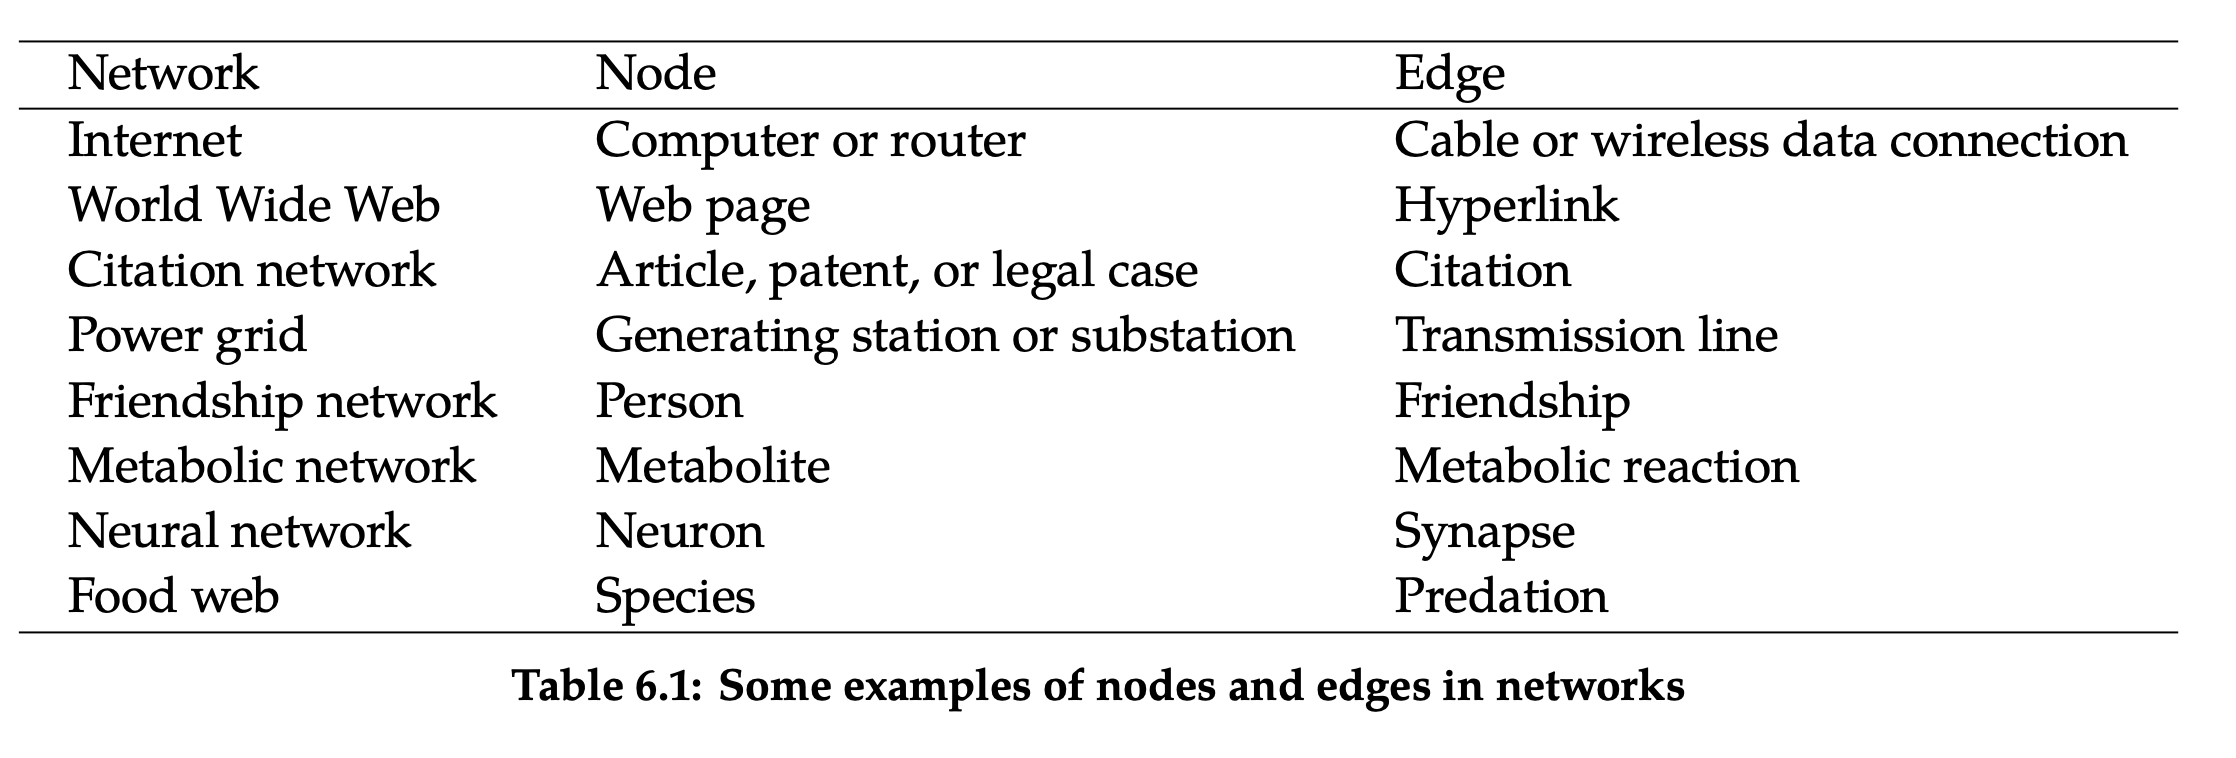 Network Node Edge
Internet Computer or router Cable or wireless data connection
World Wide Web Web page Hyperlink
Citation network Article, patent, or legal case Citation
Power grid Generating station or substation Transmission line
Friendship network Person Friendship
Metabolic network Metabolite Metabolic reaction
Neural network Neuron Synapse
Food web Species Predation
Table 6.1: Some examples of nodes and edges in networks